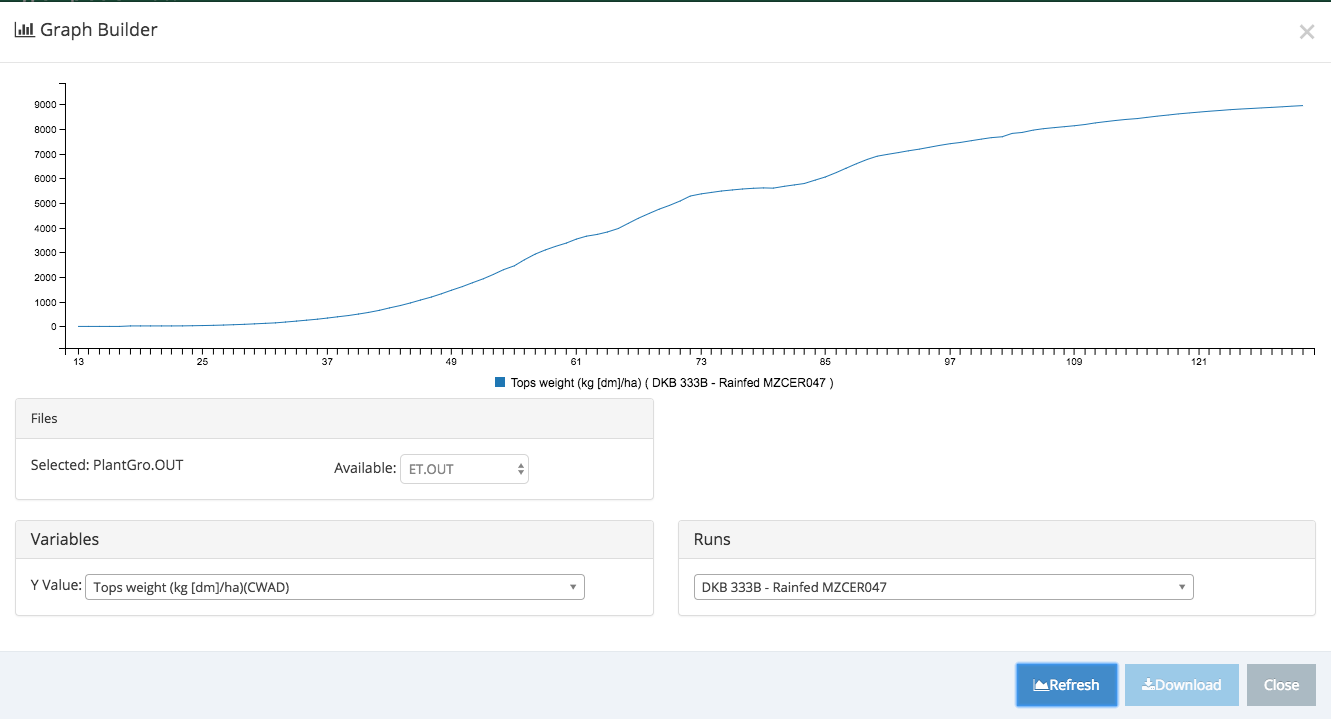 Graph Builder
×
9000
8000
7000
6000
5000
4000
3000
2000
1000
0
13 25 37 49 61 73 85 97 109 121
Tops weight (kg [dm]/ha) ( DKB 333B - Rainfed MZCER047 )
Files
Selected: PlantGro.OUT Available: ET.OUT
Variables
Y Value: Tops weight (kg [dm]/ha)(CWAD)
Runs
DKB 333B - Rainfed MZCER047
Refresh Download Close